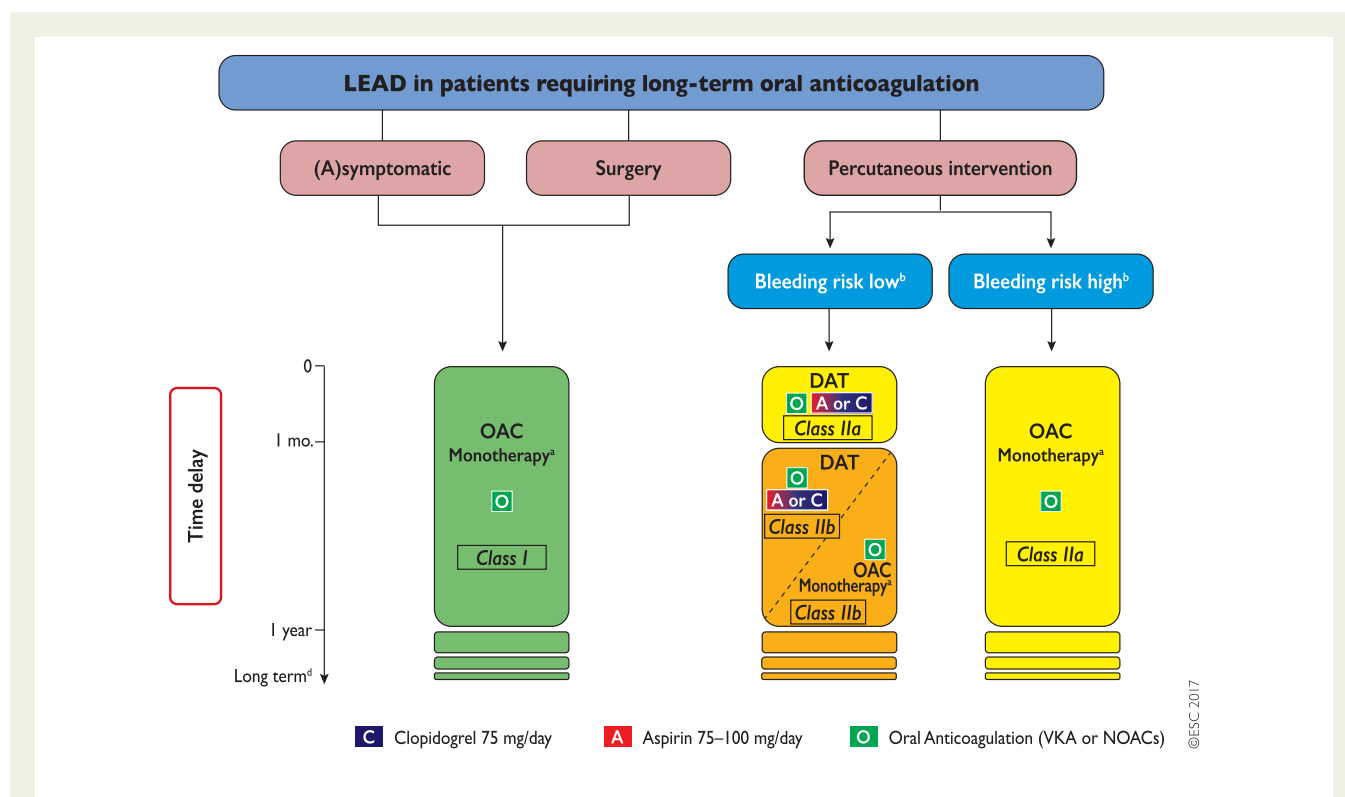 LEAD in patients requiring long-term oral anticoagulation
(A)symptomatic
Surgery
Percutaneous intervention
Bleeding risk lowᵇ
Bleeding risk highᵇ
Time delay
0
1 mo.
1 year
Long termᵈ
OAC
Monotherapyᵃ
O
Class I
DAT
O A or C
Class IIa
DAT
O
A or C
Class IIb
O
OAC
Monotherapyᵃ
Class IIb
OAC
Monotherapyᵃ
O
Class IIa
C Clopidogrel 75 mg/day
A Aspirin 75–100 mg/day
O Oral Anticoagulation (VKA or NOACs)
©ESC 2017